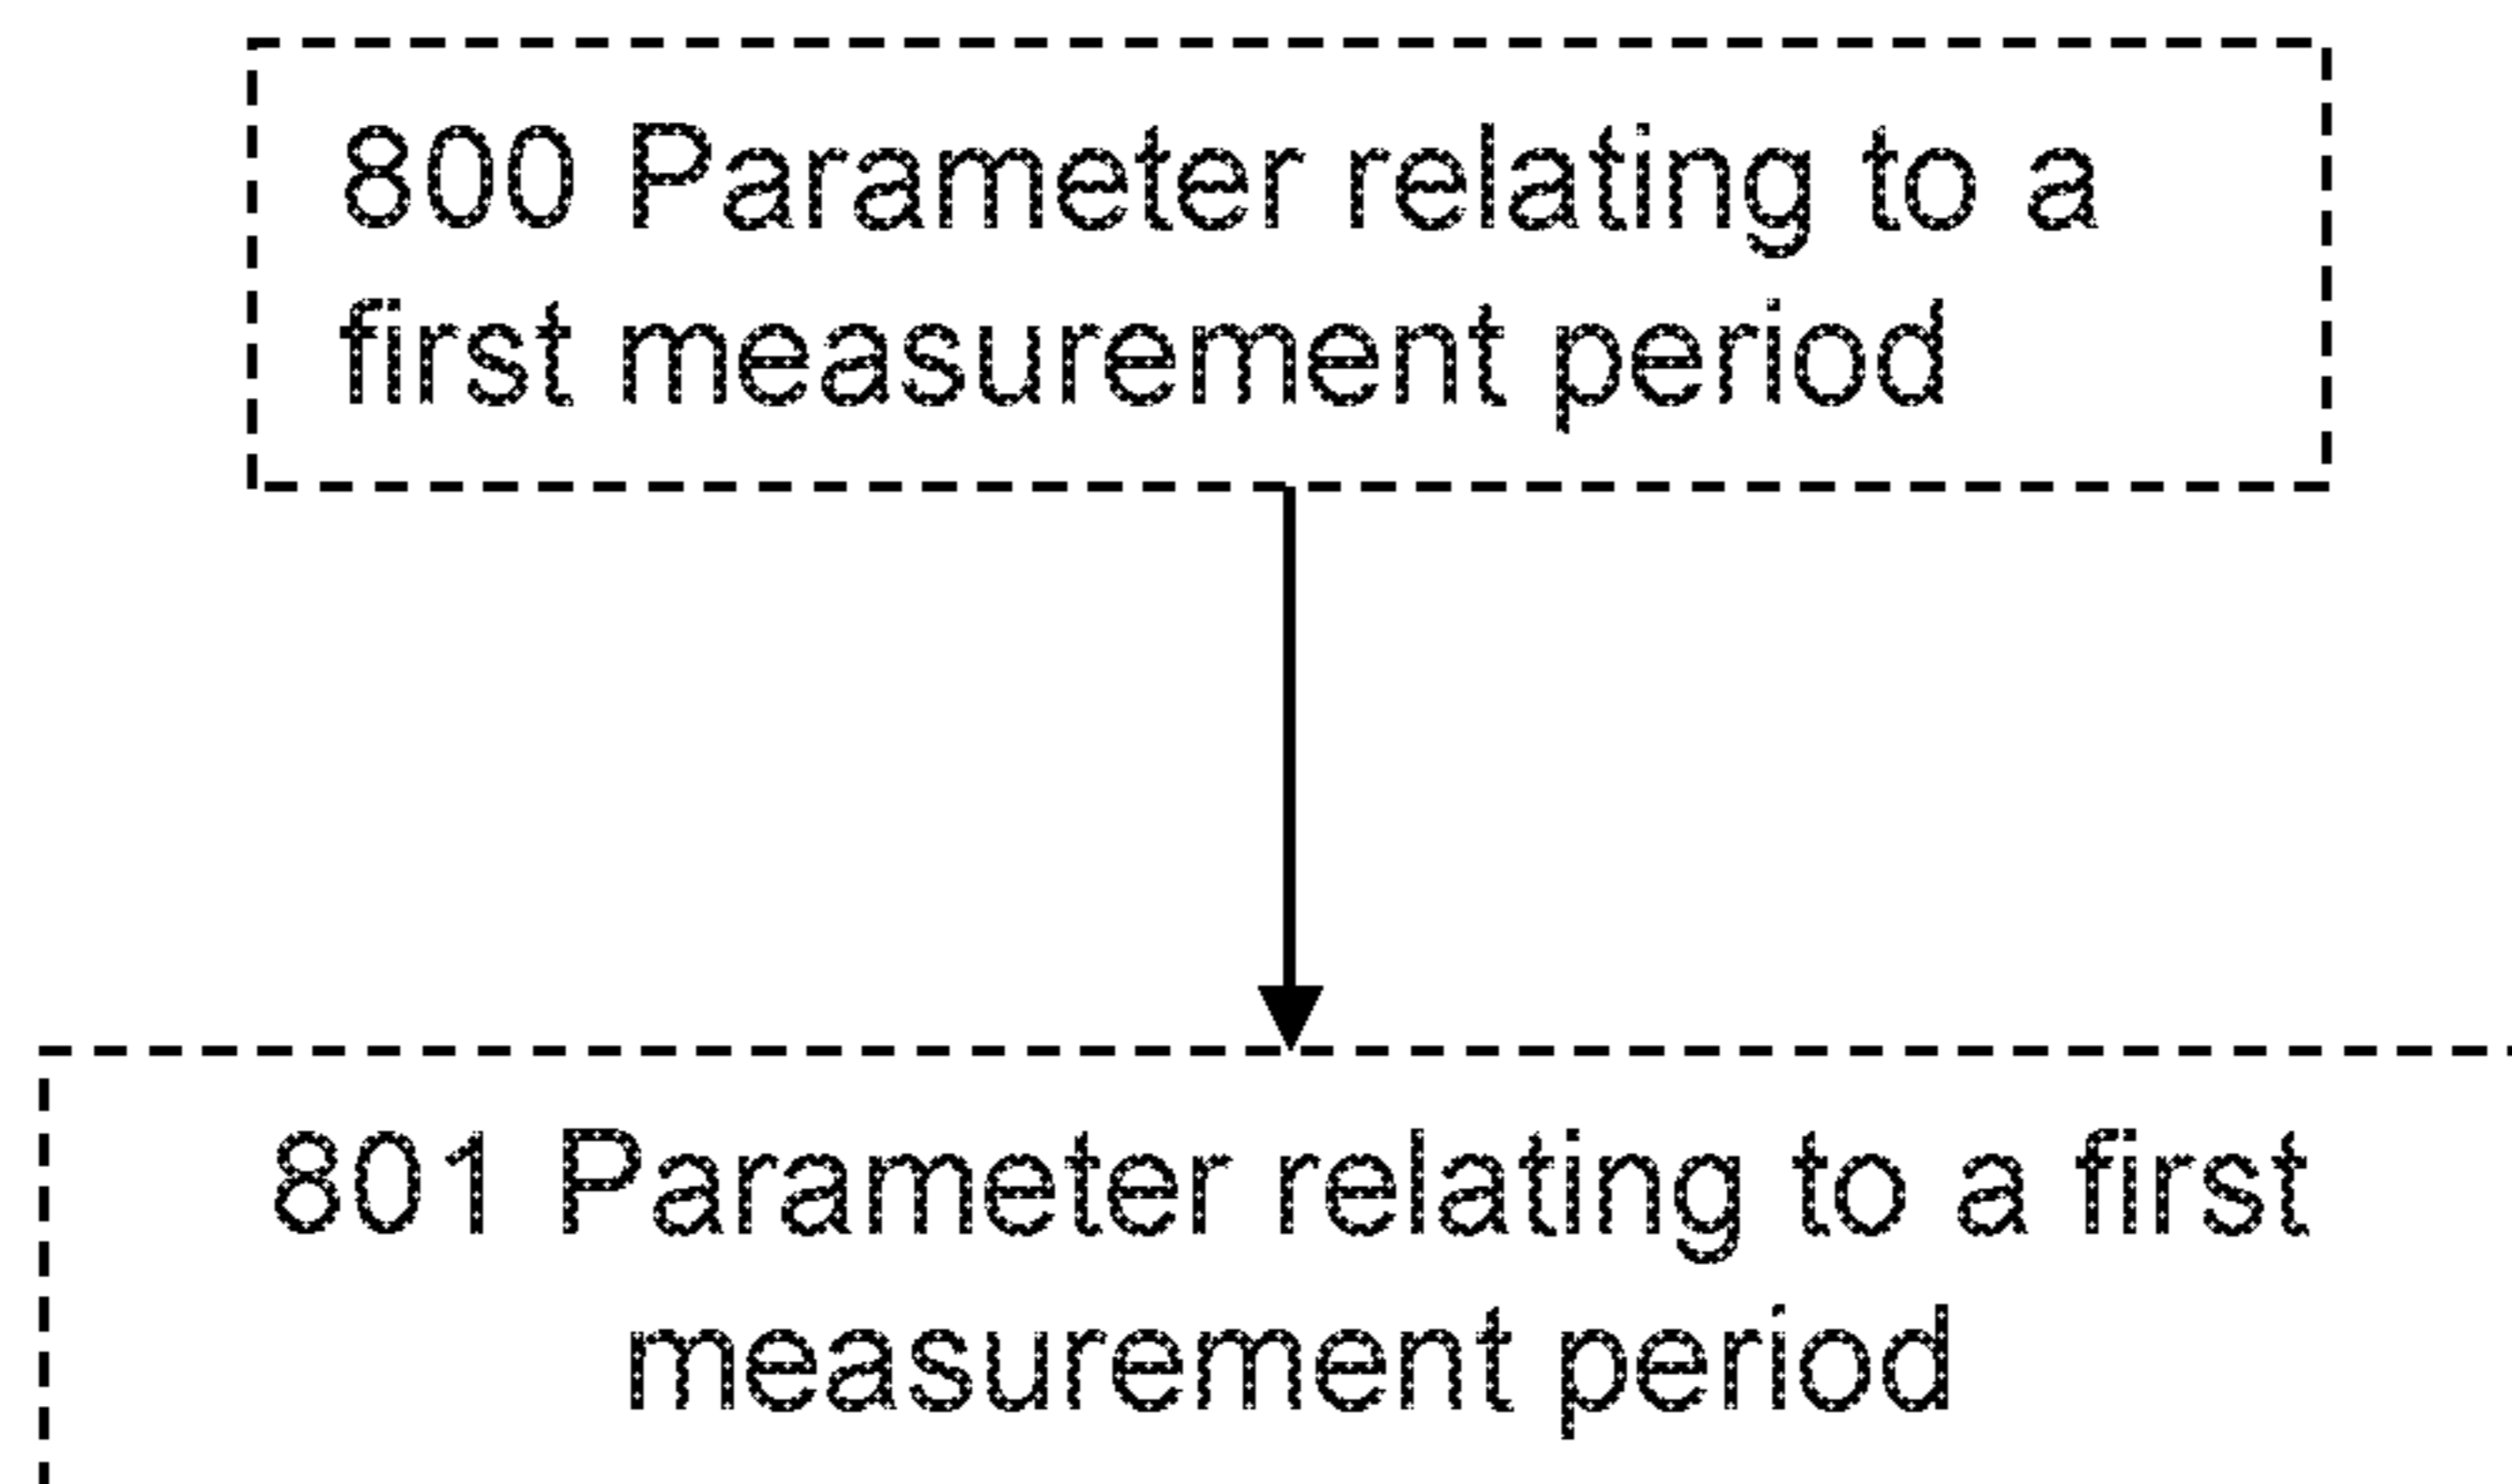 800 Parameter relating to a
first measurement period
801 Parameter relating to a first
measurement period